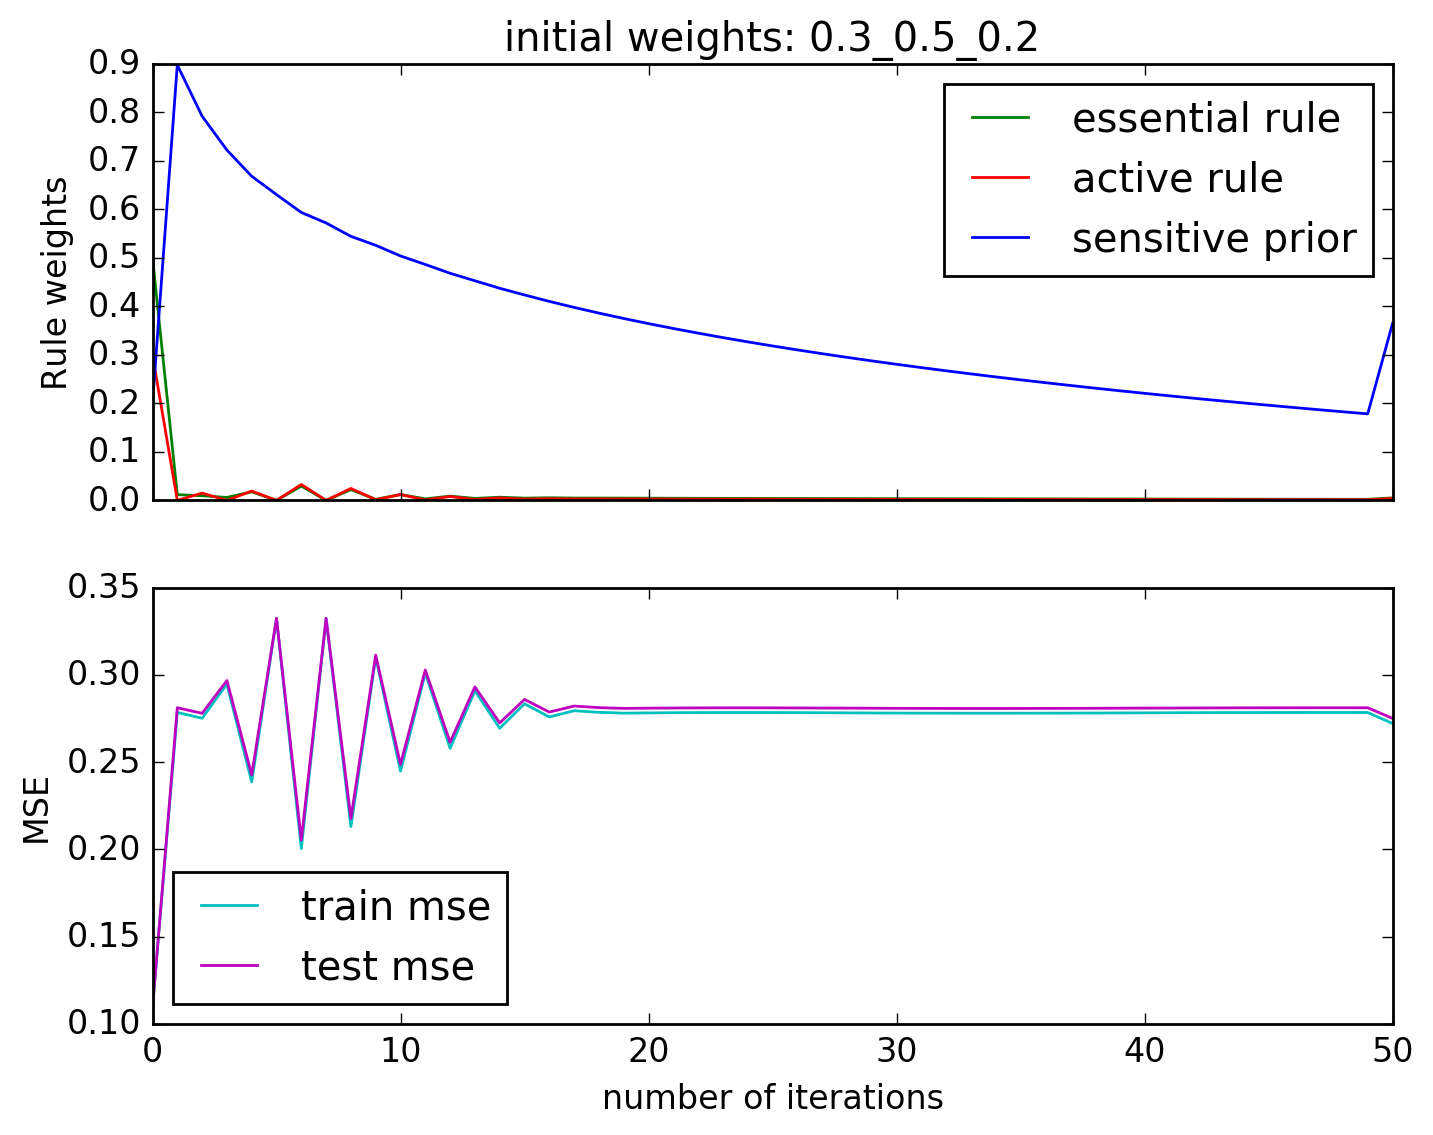 initial weights: 0.3_0.5_0.2
0.9
0.8
0.7
0.6
0.5
0.4
0.3
0.2
0.1
0.0
Rule weights
essential rule
active rule
sensitive prior
0.35
0.30
0.25
0.20
0.15
0.10
MSE
train mse
test mse
0 10 20 30 40 50
number of iterations